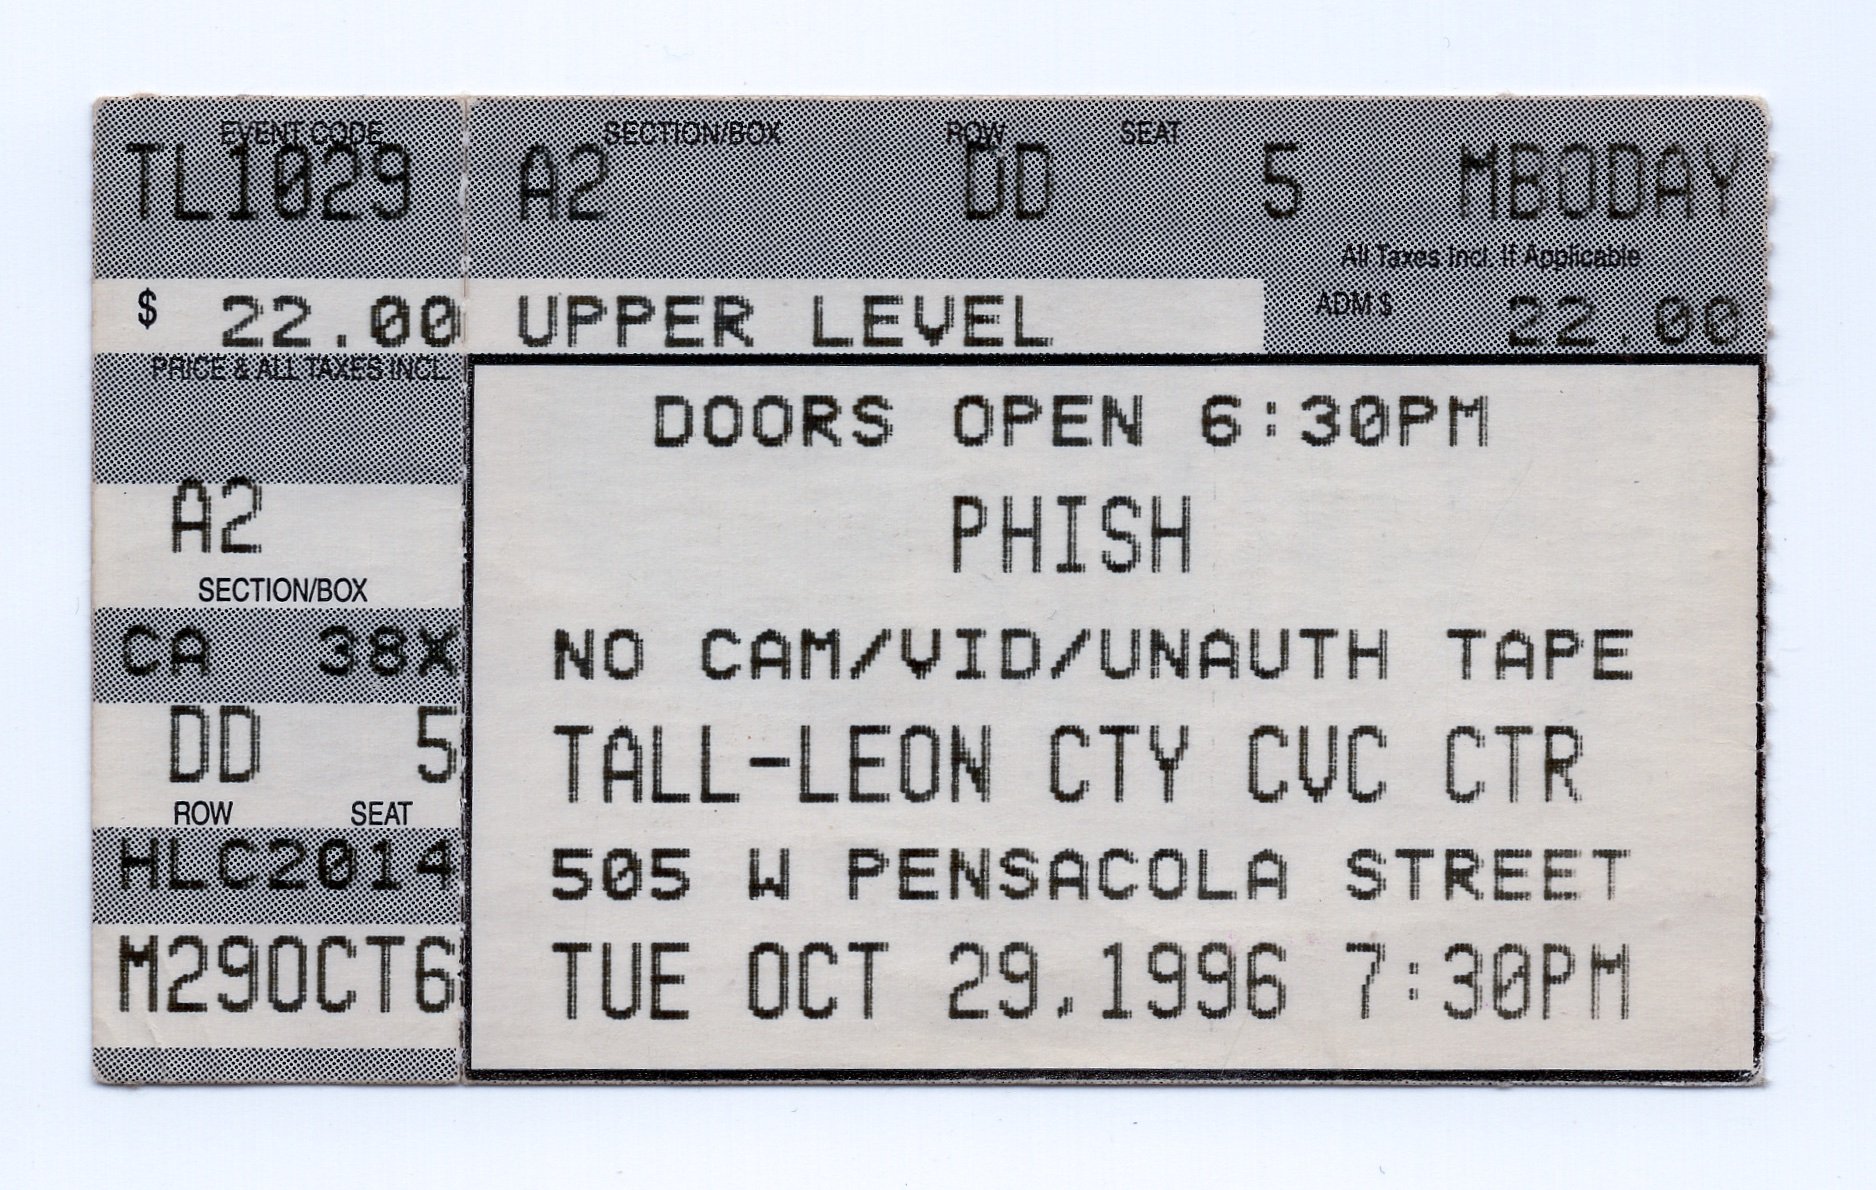 EVENT CODE
TL1029
$ 22.00
PRICE & ALL TAXES INCL.
A2
SECTION/BOX
CA 38X
DD 5
ROW SEAT
HLC2014
M29OCT6
SECTION/BOX ROW SEAT
A2 DD 5 MBODAY
All Taxes Incl. If Applicable
UPPER LEVEL ADM $ 22.00
DOORS OPEN 6:30PM
PHISH
NO CAM/VID/UNAUTH TAPE
TALL-LEON CTY CVC CTR
505 W PENSACOLA STREET
TUE OCT 29,1996 7:30PM